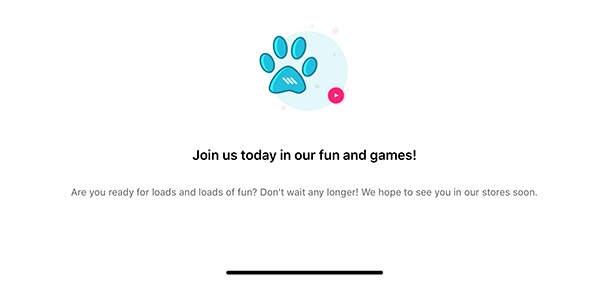 Join us today in our fun and games!
Are you ready for loads and loads of fun? Don't wait any longer! We hope to see you in our stores soon.